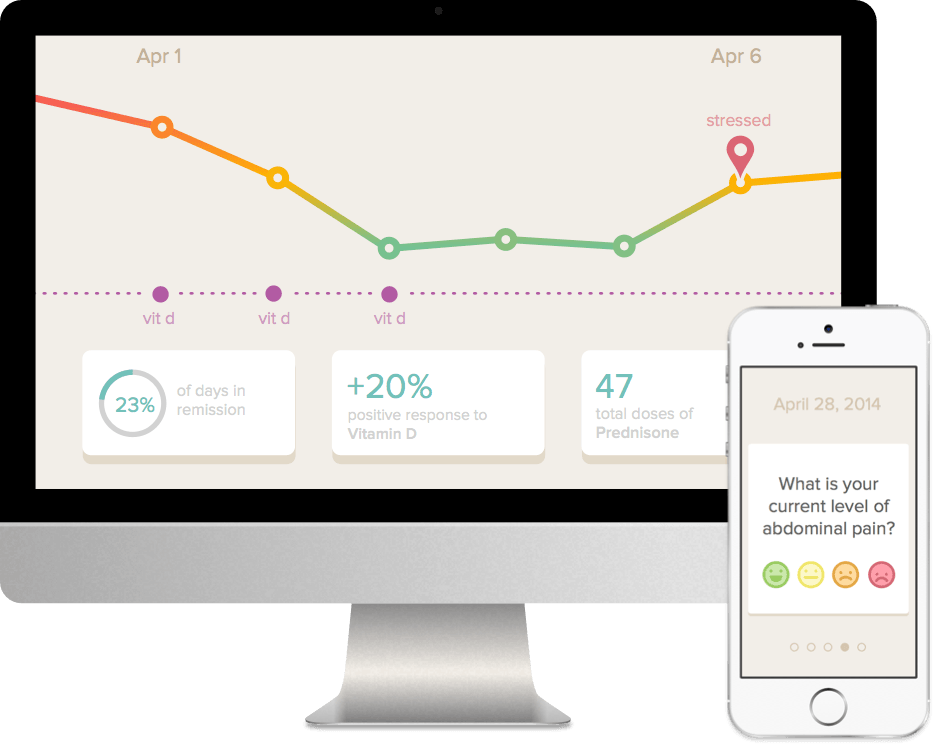 Apr 1
Apr 6
stressed
vit d
vit d
vit d
23%
of days in
remission
+20%
positive response to
Vitamin D
47
total doses of
Prednisone
April 28, 2014
What is your
current level of
abdominal pain?